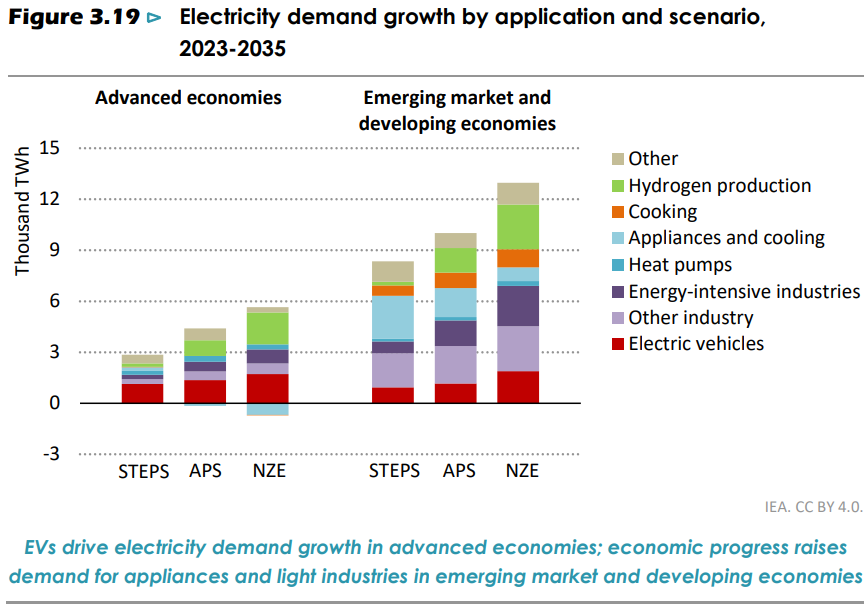 Figure 3.19 ▷ Electricity demand growth by application and scenario,
2023-2035
Advanced economies
Emerging market and
developing economies
Thousand TWh
15
12
9
6
3
0
-3
STEPS APS NZE
STEPS APS NZE
Other
Hydrogen production
Cooking
Appliances and cooling
Heat pumps
Energy-intensive industries
Other industry
Electric vehicles
IEA. CC BY 4.0.
EVs drive electricity demand growth in advanced economies; economic progress raises
demand for appliances and light industries in emerging market and developing economies